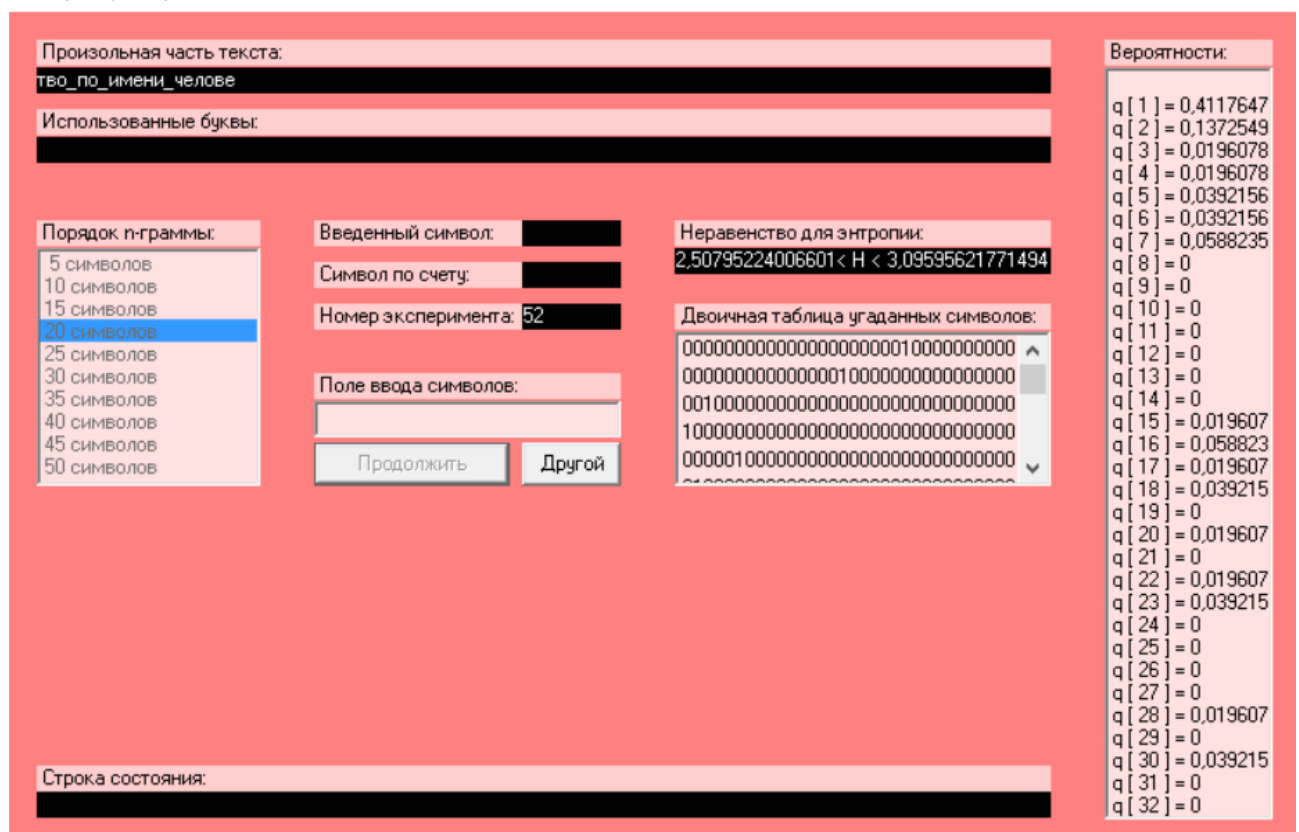 Произольная часть текста:
тво_по_имени_челове
Использованные буквы:
Порядок n-граммы:
5 символов
10 символов
15 символов
20 символов
25 символов
30 символов
35 символов
40 символов
45 символов
50 символов
Введенный символ:
Символ по счету:
Номер эксперимента: 52
Поле ввода символов:
Продолжить
Другой
Неравенство для энтропии:
2,50795224006601< H < 3,09595621771494
Двоичная таблица угаданных символов:
00000000000000000000010000000000
00000000000000010000000000000000
00100000000000000000000000000000
10000000000000000000000000000000
00000100000000000000000000000000
Строка состояния:
Вероятности:
q [ 1 ] = 0,4117647
q [ 2 ] = 0,1372549
q [ 3 ] = 0,0196078
q [ 4 ] = 0,0196078
q [ 5 ] = 0,0392156
q [ 6 ] = 0,0392156
q [ 7 ] = 0,0588235
q [ 8 ] = 0
q [ 9 ] = 0
q [ 10 ] = 0
q [ 11 ] = 0
q [ 12 ] = 0
q [ 13 ] = 0
q [ 14 ] = 0
q [ 15 ] = 0,019607
q [ 16 ] = 0,058823
q [ 17 ] = 0,019607
q [ 18 ] = 0,039215
q [ 19 ] = 0
q [ 20 ] = 0,019607
q [ 21 ] = 0
q [ 22 ] = 0,019607
q [ 23 ] = 0,039215
q [ 24 ] = 0
q [ 25 ] = 0
q [ 26 ] = 0
q [ 27 ] = 0
q [ 28 ] = 0,019607
q [ 29 ] = 0
q [ 30 ] = 0,039215
q [ 31 ] = 0
q [ 32 ] = 0